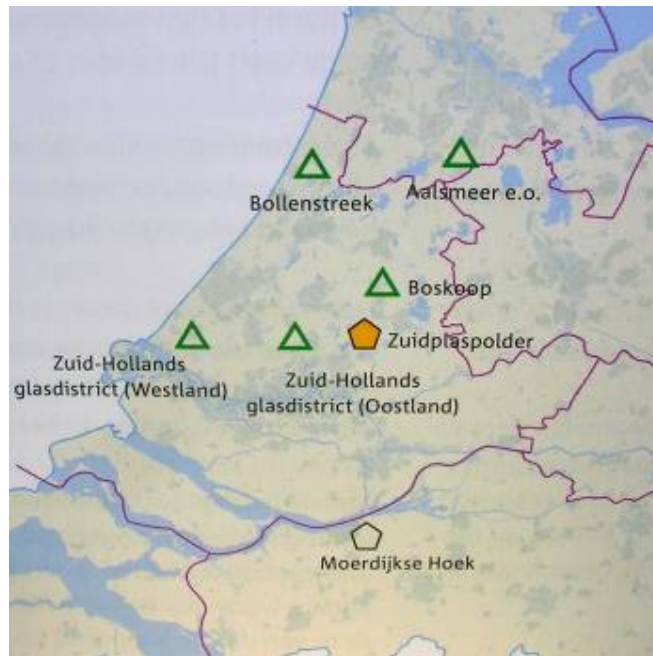 Bollenstreek
Aalsmeer e.o.
Boskoop
Zuidplaspolder
Zuid-Hollands
glasdistrict (Westland)
Zuid-Hollands
glasdistrict (Oostland)
Moerdijkse Hoek